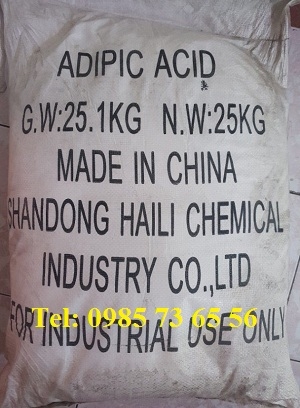 ADIPIC ACID
G.W:25.1KG N.W:25KG
MADE IN CHINA
SHANDONG HAILI CHEMICAL
INDUSTRY CO.,LTD
Tel: 0985 73 65 56
FOR INDUSTRIAL USE ONLY